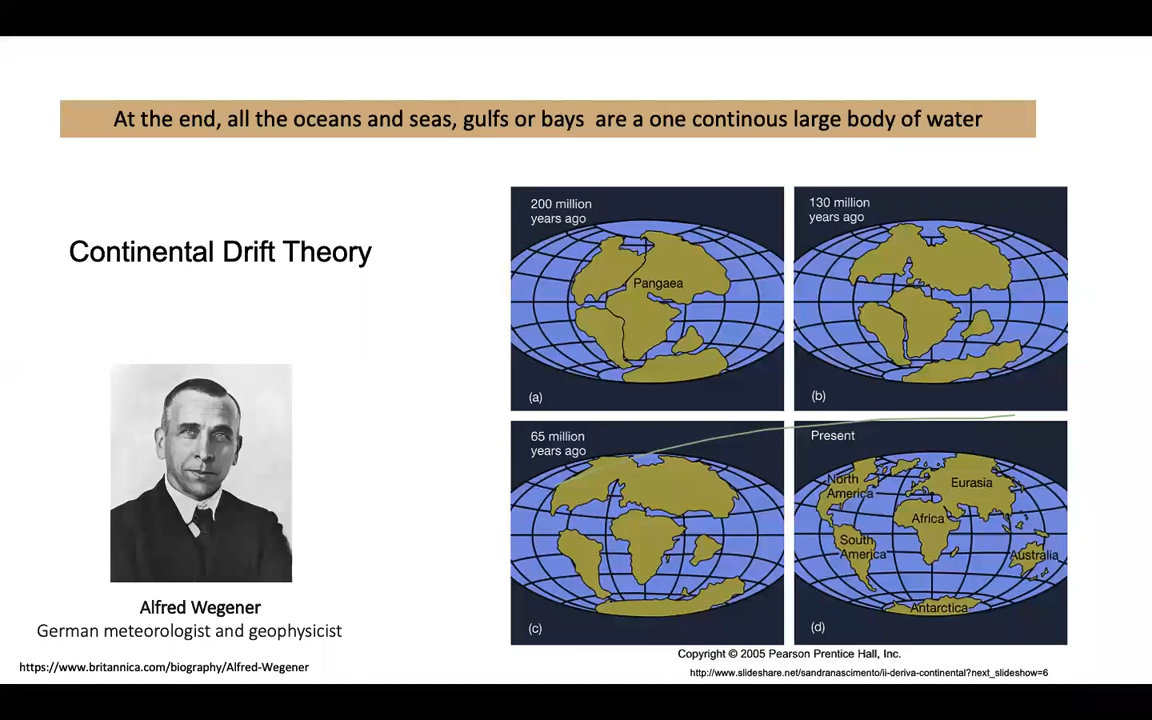 At the end, all the oceans and seas, gulfs or bays are a one continous large body of water
Continental Drift Theory
200 million
years ago
Pangaea
(a)
130 million
years ago
(b)
65 million
years ago
(c)
Present
North
America
Eurasia
Africa
South
America
Australia
Antarctica
(d)
Alfred Wegener
German meteorologist and geophysicist
https://www.britannica.com/biography/Alfred-Wegener
Copyright © 2005 Pearson Prentice Hall, Inc.
http://www.slideshare.net/sandranascimento/ii-deriva-continental?next_slideshow=6